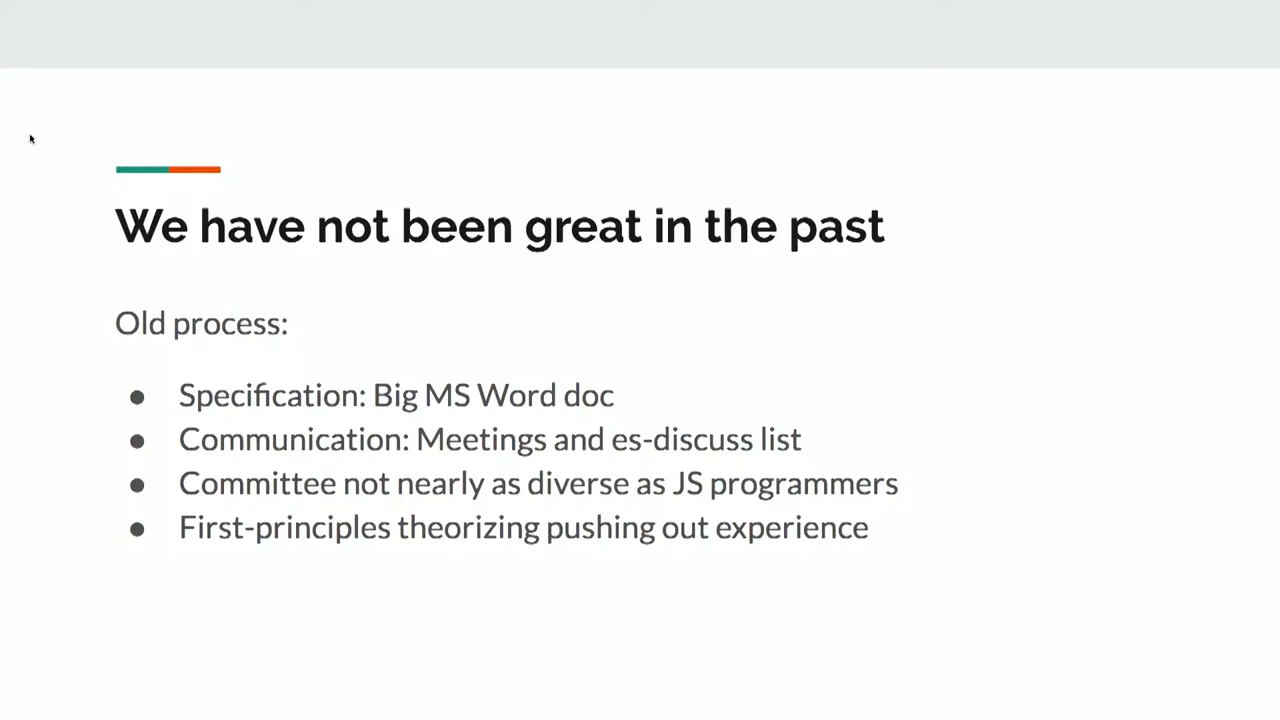 We have not been great in the past
Old process:
● Specification: Big MS Word doc
● Communication: Meetings and es-discuss list
● Committee not nearly as diverse as JS programmers
● First-principles theorizing pushing out experience